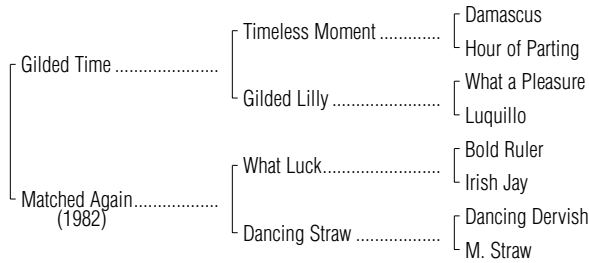 Damascus
Timeless Moment .............
Hour of Parting
Gilded Time ......................
What a Pleasure
Gilded Lilly .......................
Luquillo
Bold Ruler
What Luck.........................
Irish Jay
Matched Again..................
(1982)
Dancing Dervish
Dancing Straw ..................
M. Straw